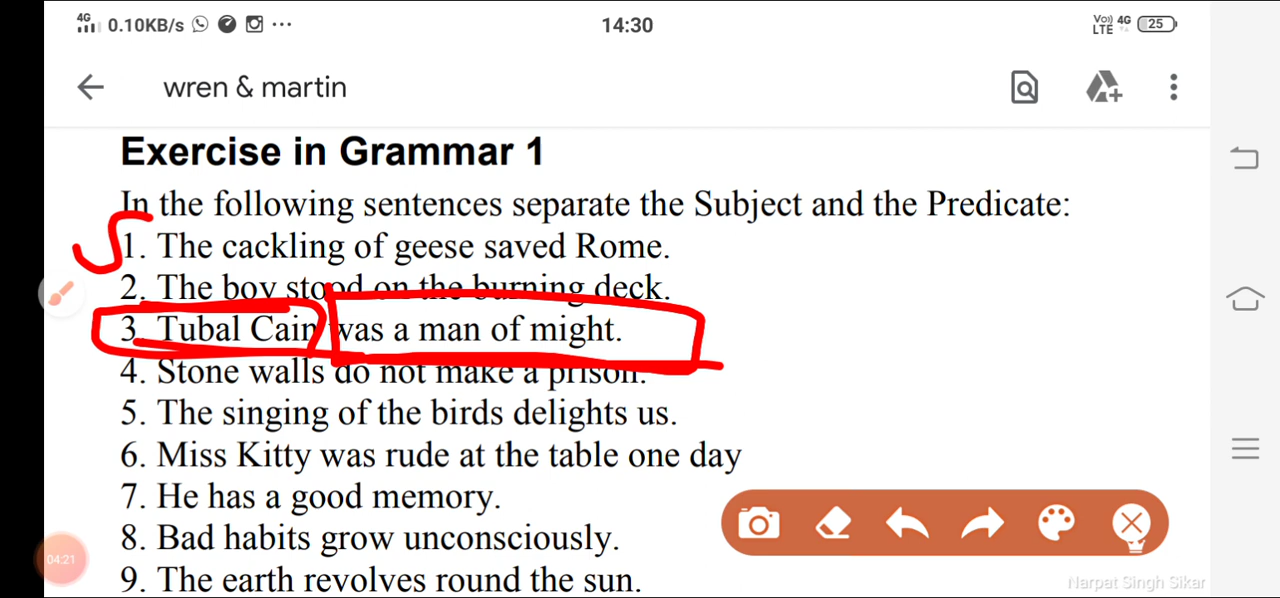 4G 0.10KB/s 14:30 Vo) LTE 4G 25
wren & martin
Exercise in Grammar 1
In the following sentences separate the Subject and the Predicate:
1. The cackling of geese saved Rome.
2. The boy stood on the burning deck.
3. Tubal Cain was a man of might.
4. Stone walls do not make a prison.
5. The singing of the birds delights us.
6. Miss Kitty was rude at the table one day
7. He has a good memory.
8. Bad habits grow unconsciously.
04:21
9. The earth revolves round the sun.
Narpat Singh Sikar